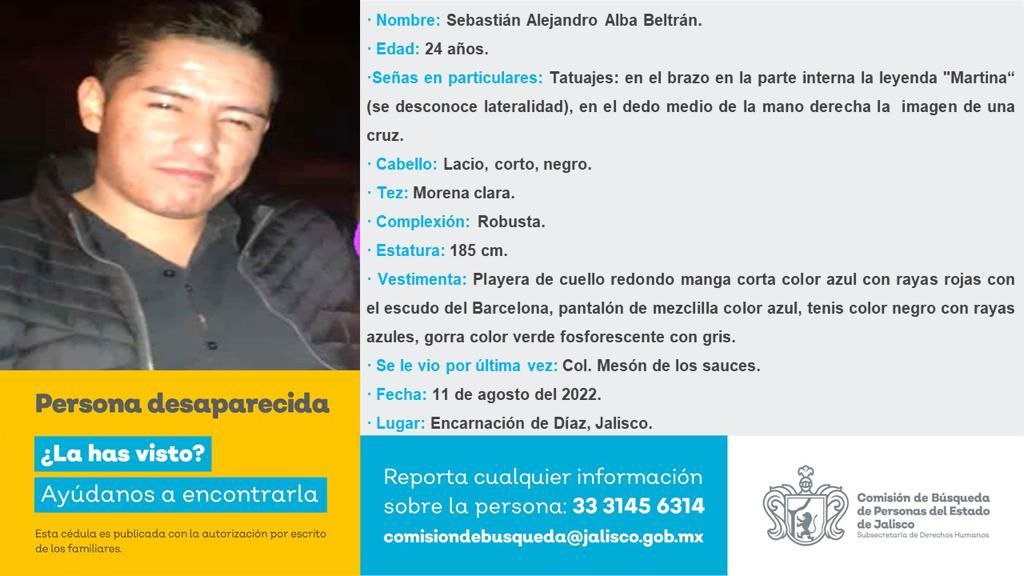 · Nombre: Sebastián Alejandro Alba Beltrán.
· Edad: 24 años.
·Señas en particulares: Tatuajes: en el brazo en la parte interna la leyenda "Martina“
(se desconoce lateralidad), en el dedo medio de la mano derecha la imagen de una
cruz.
· Cabello: Lacio, corto, negro.
· Tez: Morena clara.
· Complexión: Robusta.
· Estatura: 185 cm.
· Vestimenta: Playera de cuello redondo manga corta color azul con rayas rojas con
el escudo del Barcelona, pantalón de mezclilla color azul, tenis color negro con rayas
azules, gorra color verde fosforescente con gris.
· Se le vio por última vez: Col. Mesón de los sauces.
· Fecha: 11 de agosto del 2022.
· Lugar: Encarnación de Díaz, Jalisco.
Persona desaparecida
¿La has visto?
Ayúdanos a encontrarla
Esta cédula es publicada con la autorización por escrito
de los familiares.
Reporta cualquier información
sobre la persona: 33 3145 6314
comisiondebusqueda@jalisco.gob.mx
Comisión de Búsqueda
de Personas del Estado
de Jalisco
Subsecretaría de Derechos Humanos